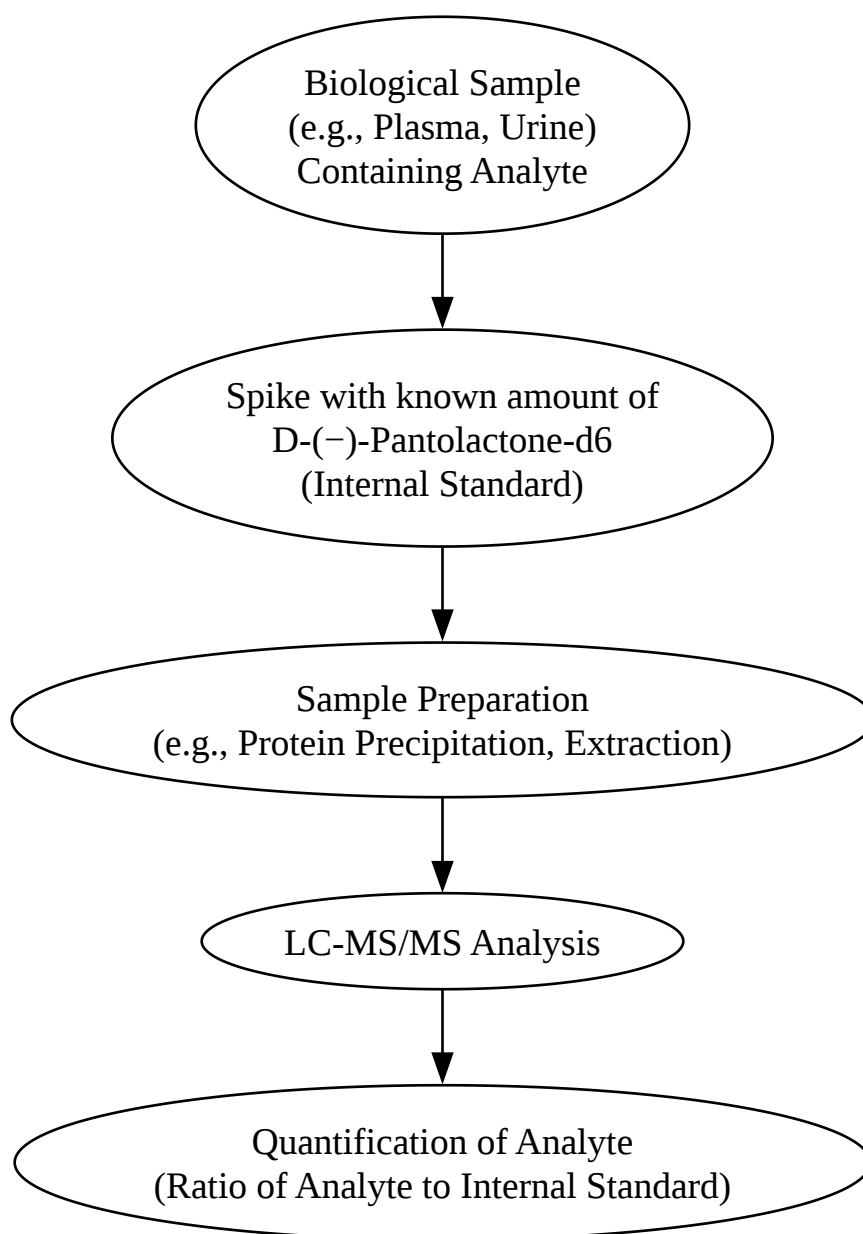 Biological Sample
(e.g., Plasma, Urine)
Containing Analyte
Spike with known amount of
D-(−)-Pantolactone-d6
(Internal Standard)
Sample Preparation
(e.g., Protein Precipitation, Extraction)
LC-MS/MS Analysis
Quantification of Analyte
(Ratio of Analyte to Internal Standard)